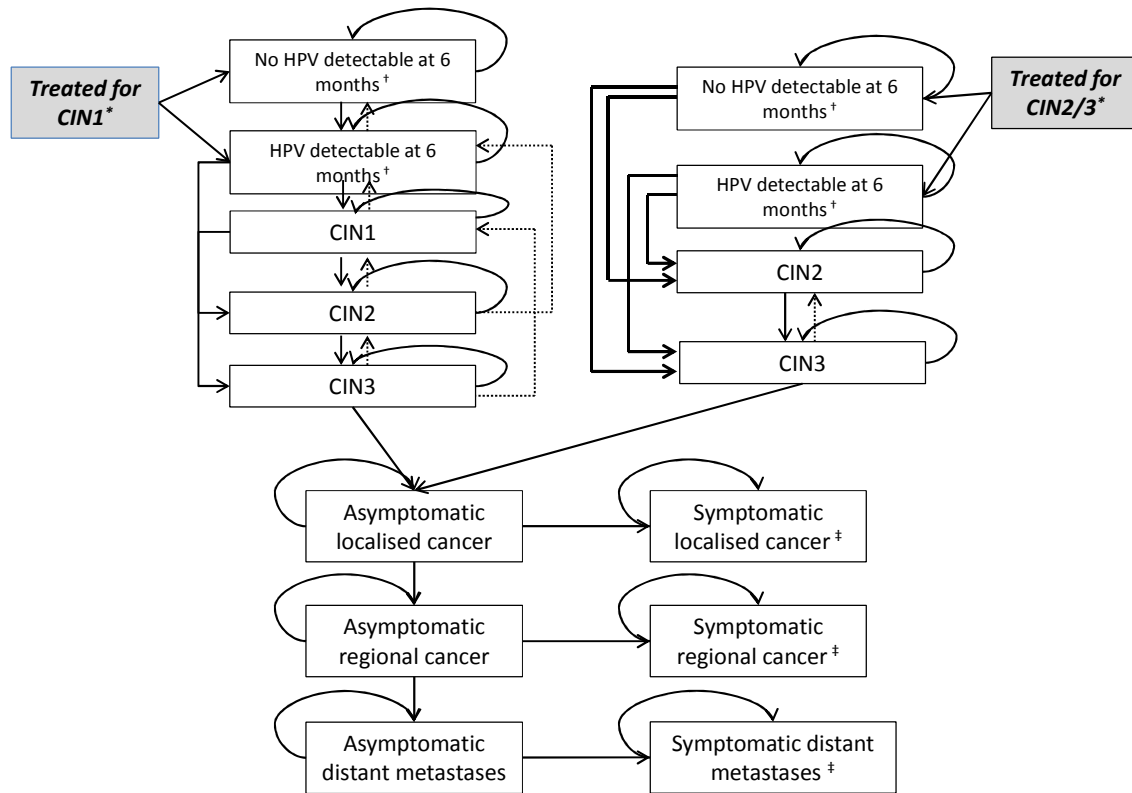 Treated for
CIN1*
No HPV detectable at 6
months †
HPV detectable at 6
months †
CIN1
CIN2
CIN3
No HPV detectable at 6
months †
HPV detectable at 6
months †
CIN2
CIN3
Treated for
CIN2/3*
Asymptomatic
localised cancer
Symptomatic
localised cancer ‡
Asymptomatic
regional cancer
Symptomatic
regional cancer ‡
Asymptomatic
distant metastases
Symptomatic distant
metastases ‡